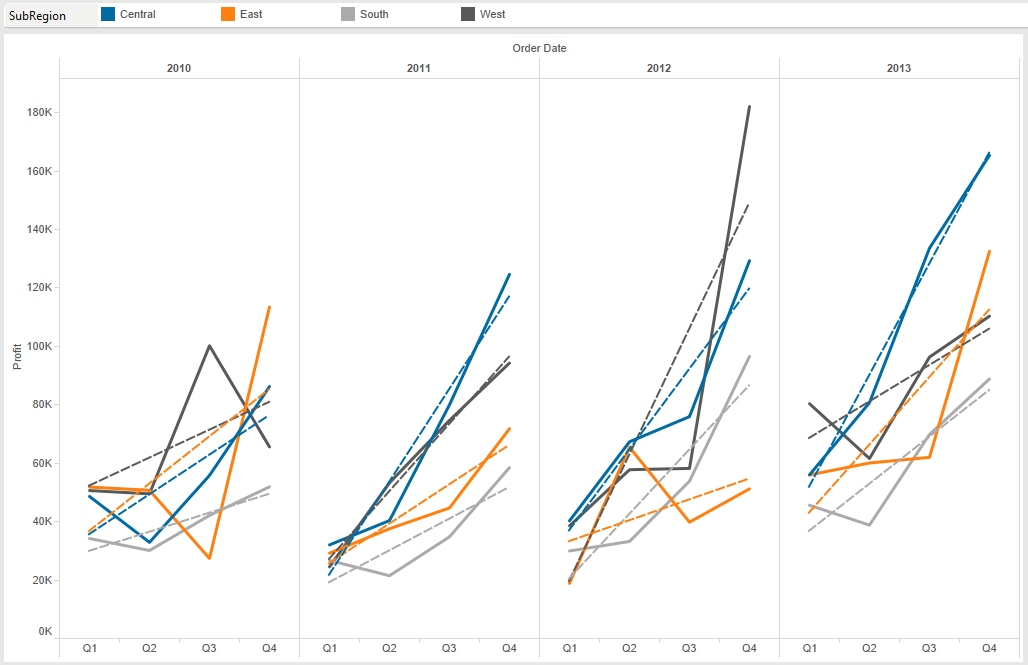 SubRegion Central East South West
Order Date
2010 2011 2012 2013
Profit
180K
160K
140K
120K
100K
80K
60K
40K
20K
0K
Q1 Q2 Q3 Q4 Q1 Q2 Q3 Q4 Q1 Q2 Q3 Q4 Q1 Q2 Q3 Q4